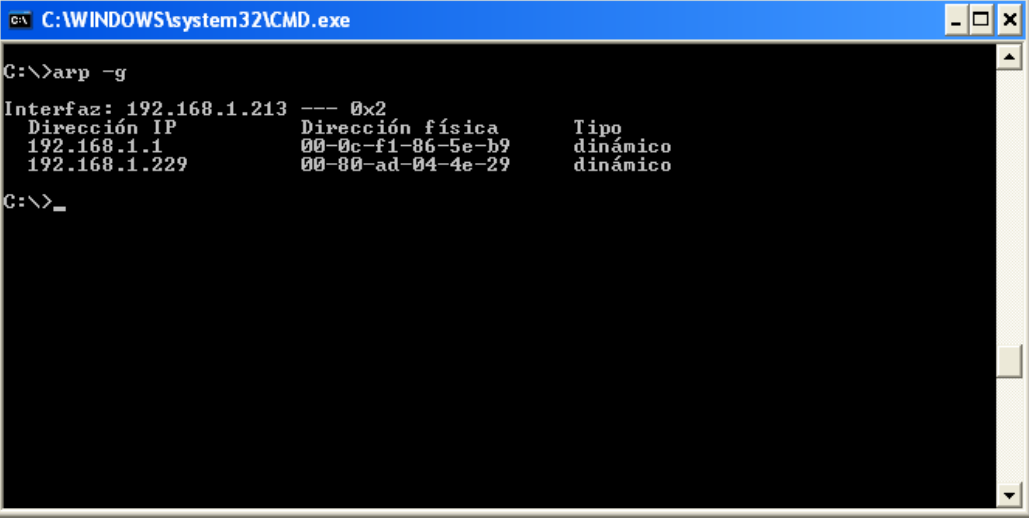 C:\WINDOWS\system32\CMD.exe
C:\>arp -g
Interfaz: 192.168.1.213 --- 0x2
Dirección IP Dirección física Tipo
192.168.1.1 00-0c-f1-86-5e-b9 dinámico
192.168.1.229 00-80-ad-04-4e-29 dinámico
C:\>_